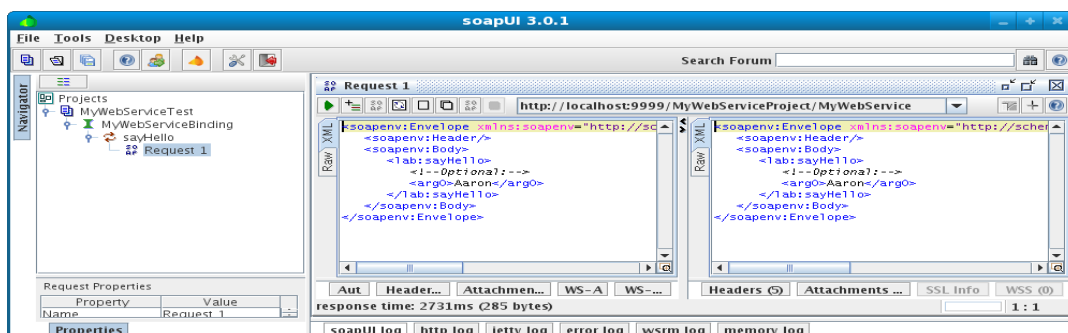 soapUI 3.0.1
File Tools Desktop Help
Search Forum
Navigator
Projects
MyWebServiceTest
MyWebServiceBinding
sayHello
Request 1
Request Properties
Property Value
Name Request 1
Properties
Request 1
http://localhost:9999/MyWebServiceProject/MyWebService
XML
Raw
<soapenv:Envelope xmlns:soapenv="http://sc
<soapenv:Header/>
<soapenv:Body>
<lab:sayHello>
<!--Optional:-->
<arg0>Aaron</arg0>
</lab:sayHello>
</soapenv:Body>
</soapenv:Envelope>
XML
Raw
<soapenv:Envelope xmlns:soapenv="http://scher
<soapenv:Header/>
<soapenv:Body>
<lab:sayHello>
<!--Optional:-->
<arg0>Aaron</arg0>
</lab:sayHello>
</soapenv:Body>
</soapenv:Envelope>
Aut Header... Attachmen... WS-A WS-...
Headers (5) Attachments ... SSL Info WSS (0)
response time: 2731ms (285 bytes)
1 : 1
soapUI log http log jetty log error log wsrm log memory log